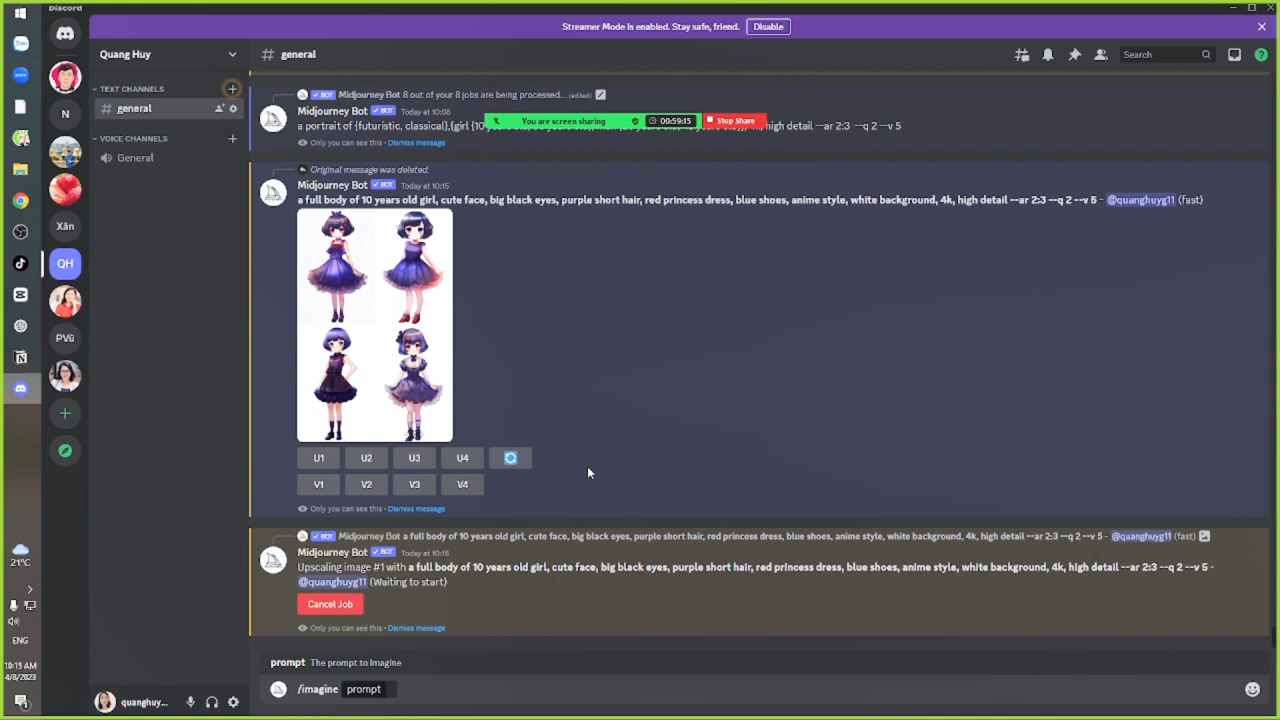 Discord
Streamer Mode is enabled. Stay safe, friend. Disable
Quang Huy
# general
Search
TEXT CHANNELS
# general
VOICE CHANNELS
General
Zalo
N
Xân
QH
PVũ
Midjourney Bot 8 out of your 8 jobs are being processed... (edited)
BOT
Midjourney Bot BOT Today at 10:08
a portrait of {futuristic, classical},{girl {10
high detail --ar 2:3 --q 2 --v 5
You are screen sharing 00:59:15 Stop Share
Only you can see this • Dismiss message
Original message was deleted.
Midjourney Bot BOT Today at 10:15
a full body of 10 years old girl, cute face, big black eyes, purple short hair, red princess dress, blue shoes, anime style, white background, 4k, high detail --ar 2:3 --q 2 --v 5 - @quanghuyg11 (fast)
U1 U2 U3 U4
V1 V2 V3 V4
Only you can see this • Dismiss message
BOT Midjourney Bot a full body of 10 years old girl, cute face, big black eyes, purple short hair, red princess dress, blue shoes, anime style, white background, 4k, high detail --ar 2:3 --q 2 --v 5 - @quanghuyg11 (fast)
Midjourney Bot BOT Today at 10:15
Upscaling image #1 with a full body of 10 years old girl, cute face, big black eyes, purple short hair, red princess dress, blue shoes, anime style, white background, 4k, high detail --ar 2:3 --q 2 --v 5 -
@quanghuyg11 (Waiting to start)
Cancel Job
Only you can see this • Dismiss message
prompt The prompt to imagine
/imagine prompt
quanghuy...
21°C
ENG
10:15 AM
4/8/2023